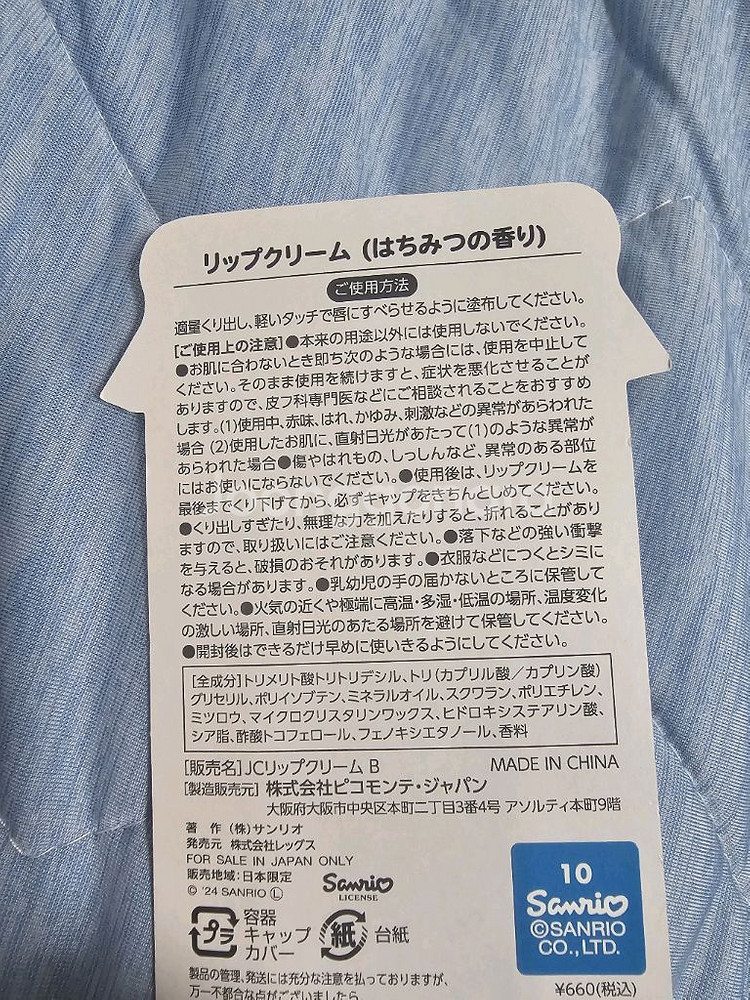 リップクリーム (はちみつの香り)
ご使用方法
適量くり出し、軽いタッチで唇にすべらせるように塗布してください。
[ご使用上の注意]●本来の用途以外には使用しないでください。
●お肌に合わないとき即ち次のような場合には、使用を中止して
ください。そのまま使用を続けますと、症状を悪化させることが
ありますので、皮フ科専門医などにご相談されることをおすすめ
します。(1)使用中、赤味、はれ、かゆみ、刺激などの異常があらわれた
場合 (2)使用したお肌に、直射日光があたって(1)のような異常が
あらわれた場合●傷やはれもの、しっしんなど、異常のある部位
にはお使いにならないでください。●使用後は、リップクリームを
最後までくり下げてから、必ずキャップをきちんとしめてください。
●くり出しすぎたり、無理な力を加えたりすると、折れることがあり
ますので、取り扱いにはご注意ください。●落下などの強い衝撃
を与えると、破損のおそれがあります。●衣服などにつくとシミに
なる場合があります。●乳幼児の手の届かないところに保管して
ください。●火気の近くや極端に高温・多湿・低温の場所、温度変化
の激しい場所、直射日光のあたる場所を避けて保管してください。
●開封後はできるだけ早めに使いきるようにしてください。
[全成分]トリメリト酸トリトリデシル、トリ(カプリル酸/カプリン酸)
グリセリル、ポリイソブテン、ミネラルオイル、スクワラン、ポリエチレン、
ミツロウ、マイクロクリスタリンワックス、ヒドロキシステアリン酸、
シア脂、酢酸トコフェロール、フェノキシエタノール、香料
[販売名]JCリップクリーム B MADE IN CHINA
[製造販売元] 株式会社ピコモンテ・ジャパン
大阪府大阪市中央区本町二丁目3番4号 アソルティ本町9階
著 作 (株)サンリオ
発売元 株式会社レッグス
FOR SALE IN JAPAN ONLY
販売地域:日本限定
© '24 SANRIO Ⓛ
Sanrio
LICENSE
10
Sanrio
©SANRIO
CO., LTD.
プラ
容器
キャップ
カバー
紙
台紙
製品の管理、発送には充分な注意を払っておりますが、
万一不都合な点がございましたら
¥660(税込)